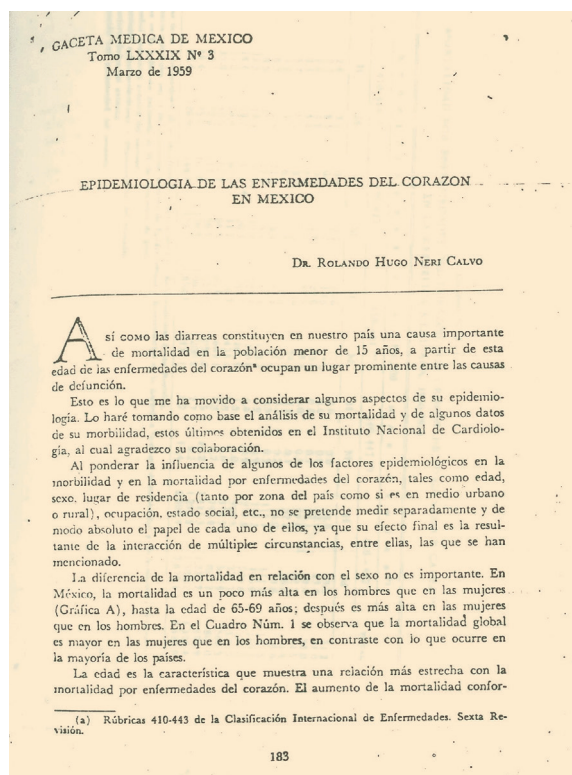 GACETA MEDICA DE MEXICO
Tomo LXXXIX Nº 3
Marzo de 1959
EPIDEMIOLOGIA DE LAS ENFERMEDADES DEL CORAZON
EN MEXICO
DR. ROLANDO HUGO NERI CALVO
ASÍ COMO las diarreas constituyen en nuestro país una causa importante
de mortalidad en la población menor de 15 años, a partir de esta
edad de las enfermedades del corazónª ocupan un lugar prominente entre las causas
de defunción.
Esto es lo que me ha movido a considerar algunos aspectos de su epidemio-
logía. Lo haré tomando como base el análisis de su mortalidad y de algunos datos
de su morbilidad, estos últimos obtenidos en el Instituto Nacional de Cardiolo-
gía, al cual agradezco su colaboración.
Al ponderar la influencia de algunos de los factores epidemiológicos en la
morbilidad y en la mortalidad por enfermedades del corazón, tales como edad,
sexo, lugar de residencia (tanto por zona del país como si es en medio urbano
o rural), ocupación, estado social, etc., no se pretende medir separadamente y de
modo absoluto el papel de cada uno de ellos, ya que su efecto final es la resul-
tante de la interacción de múltiples circunstancias, entre ellas, las que se han
mencionado.
La diferencia de la mortalidad en relación con el sexo no es importante. En
México, la mortalidad es un poco más alta en los hombres que en las mujeres
(Gráfica A), hasta la edad de 65-69 años; después es más alta en las mujeres
que en los hombres. En el Cuadro Núm. 1 se observa que la mortalidad global
es mayor en las mujeres que en los hombres, en contraste con lo que ocurre en
la mayoría de los países.
La edad es la característica que muestra una relación más estrecha con la
mortalidad por enfermedades del corazón. El aumento de la mortalidad confor-
(a) Rúbricas 410-443 de la Clasificación Internacional de Enfermedades. Sexta Re-
visión.
183